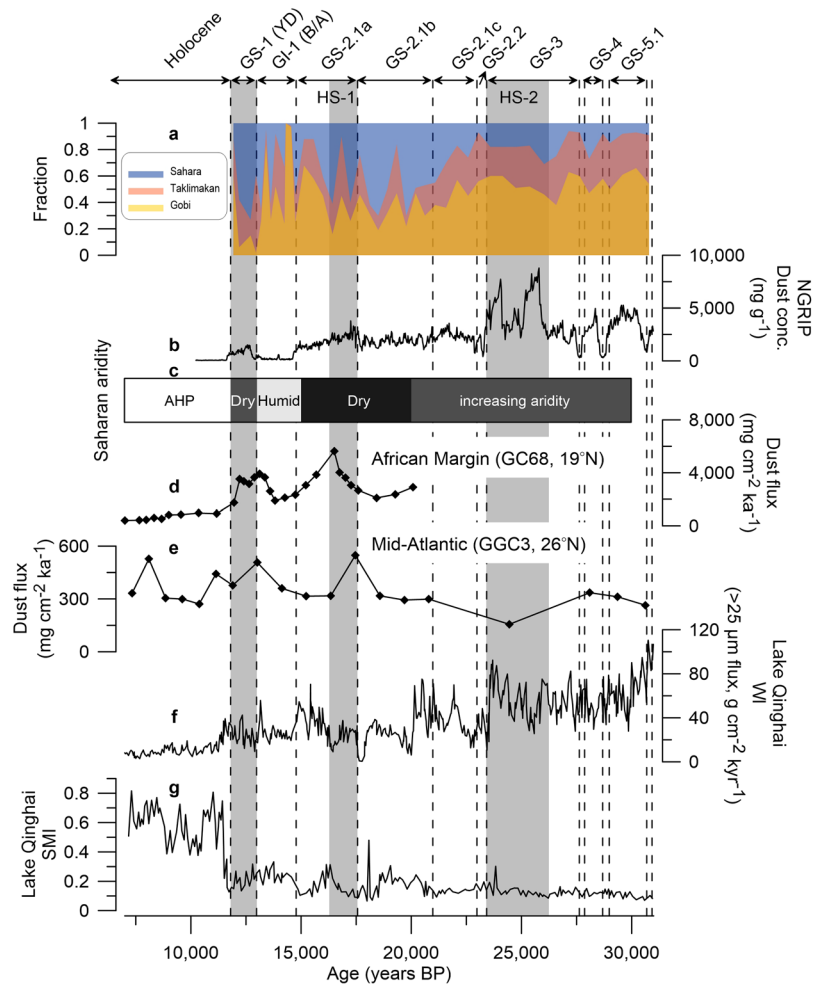 Holocene
GS-1 (YD)
GI-1 (B/A)
GS-2.1a
GS-2.1b
GS-2.1c
GS-2.2
GS-3
GS-4
GS-5.1
HS-1
HS-2
a
Fraction
1
0.8
0.6
0.4
0.2
0
Sahara
Taklimakan
Gobi
b
10,000
5,000
0
NGRIP
Dust conc.
(ng g-1)
c
Saharan aridity
AHP
Dry
Humid
Dry
increasing aridity
d
African Margin (GC68, 19°N)
8,000
4,000
0
Dust flux
(mg cm-2 ka-1)
e
Mid-Atlantic (GGC3, 26°N)
600
300
0
Dust flux
(mg cm-2 ka-1)
f
120
80
40
0
Lake Qinghai
WI
(>25 µm flux, g cm-2 kyr-1)
g
0.8
0.6
0.4
0.2
0
Lake Qinghai
SMI
10,000
15,000
20,000
25,000
30,000
Age (years BP)